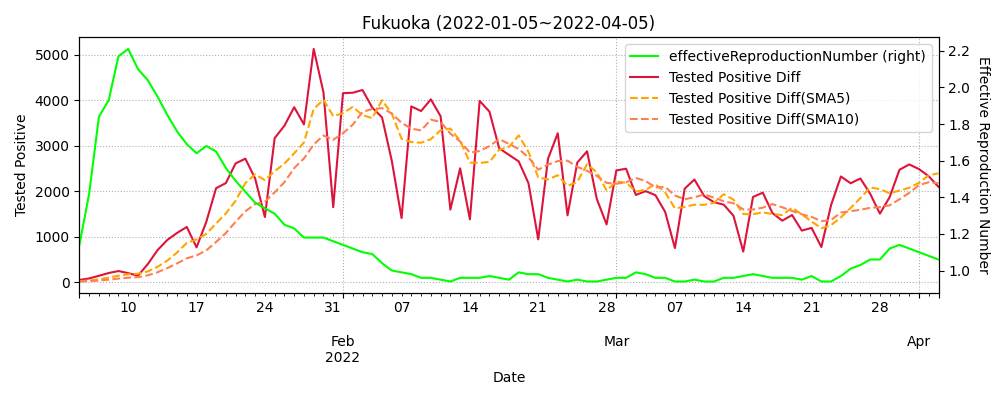 Fukuoka (2022-01-05~2022-04-05)
effectiveReproductionNumber (right)
Tested Positive Diff
Tested Positive Diff(SMA5)
Tested Positive Diff(SMA10)
Tested Positive
5000
4000
3000
2000
1000
0
Effective Reproduction Number
2.2
2.0
1.8
1.6
1.4
1.2
1.0
10 17 24 31 07 14 21 28 07 14 21 28
Feb Mar Apr
2022
Date